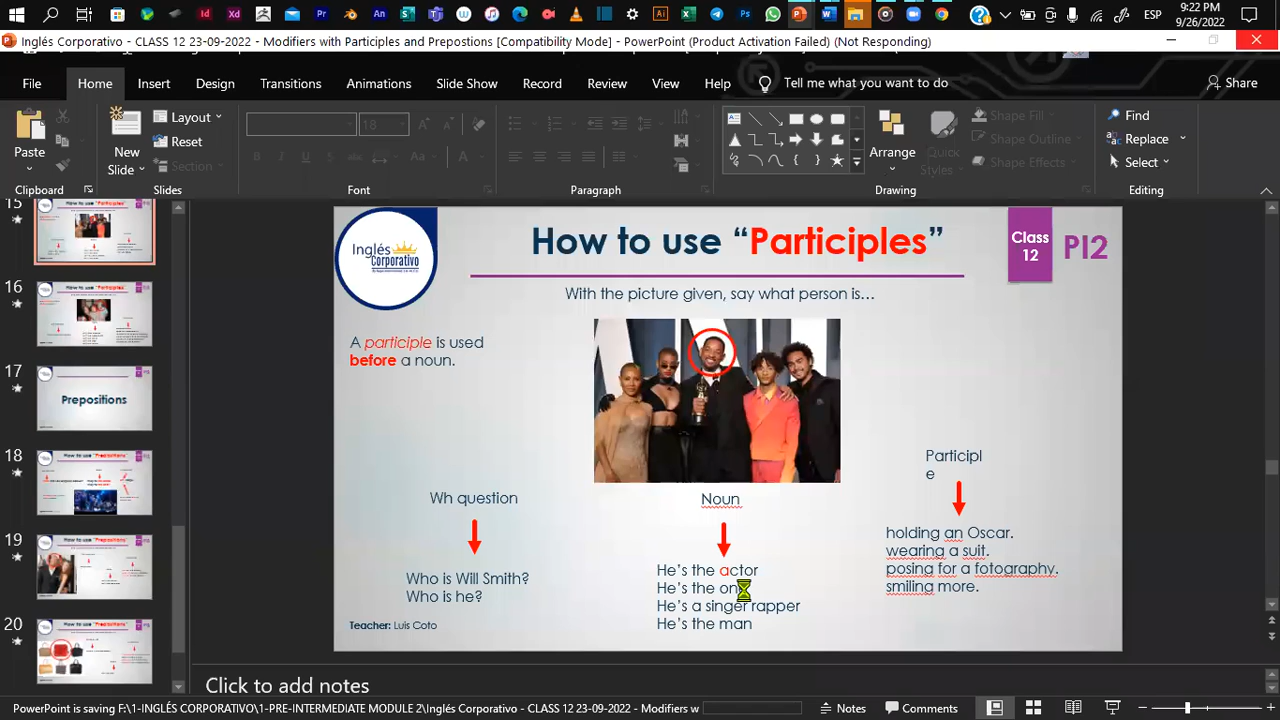 9:22 PM
ESP
9/26/2022
Inglés Corporativo - CLASS 12 23-09-2022 - Modifiers with Participles and Prepositions [Compatibility Mode] - PowerPoint (Product Activation Failed) (Not Responding)
File Home Insert Design Transitions Animations Slide Show Record Review View Help Tell me what you want to do Share
Paste
New
Slide
Layout
Reset
Section
18
Arrange
Quick
Styles
Shape Fill
Shape Outline
Shape Effects
Find
Replace
Select
Clipboard Slides Font Paragraph Drawing Editing
15
16
17
Prepositions
18
19
20
Inglés
Corporativo
How to use “Participles”
Class
12
PI2
With the picture given, say what person is...
A participle is used
before a noun.
Wh question
Noun
Participl
e
Who is Will Smith?
Who is he?
He’s the actor
He’s the one
He’s a singer rapper
He’s the man
holding an Oscar.
wearing a suit.
posing for a fotography.
smiling more.
Teacher: Luis Coto
Click to add notes
PowerPoint is saving F:\1-INGLÉS CORPORATIVO\1-PRE-INTERMEDIATE MODULE 2\Inglés Corporativo - CLASS 12 23-09-2022 - Modifiers w
Notes Comments